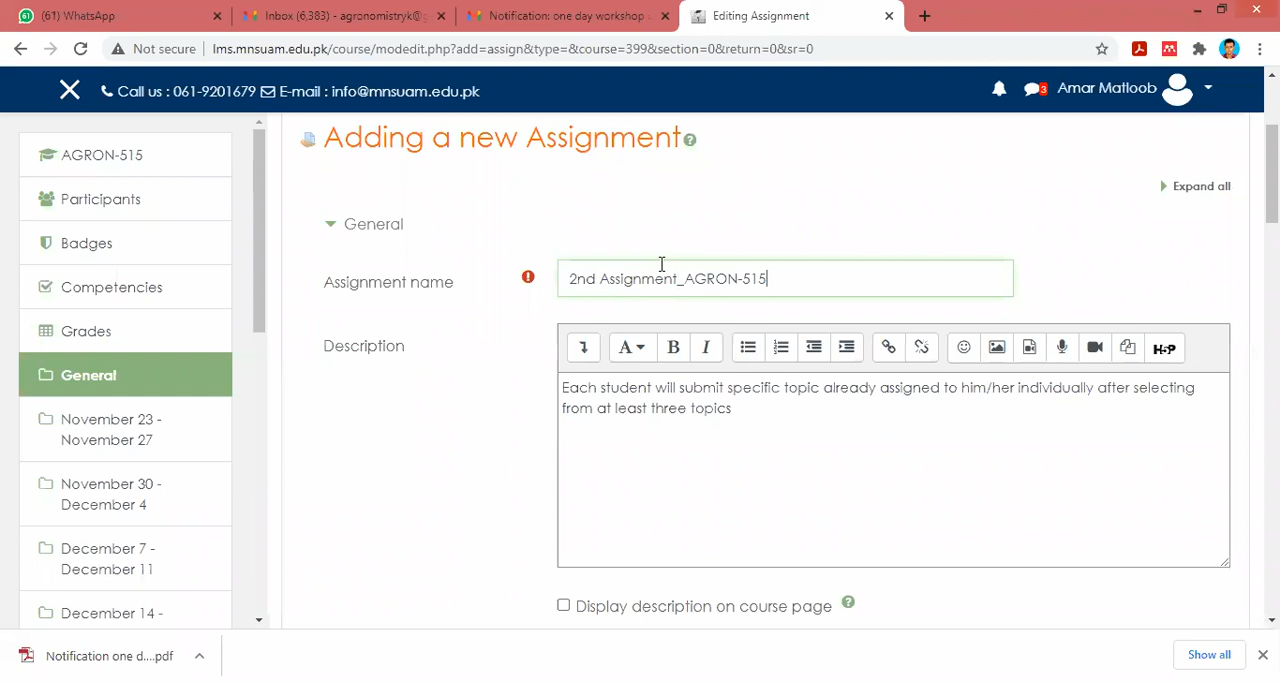 (61) WhatsApp
Inbox (6,383) - agronomistryk@g
Notification: one day workshop
Editing Assignment
Not secure
lms.mnsuam.edu.pk/course/modedit.php?add=assign&type=&course=399&section=0&return=0&sr=0
Call us : 061-9201679 E-mail : info@mnsuam.edu.pk
3
Amar Matloob
AGRON-515
Participants
Badges
Competencies
Grades
General
November 23 -
November 27
November 30 -
December 4
December 7 -
December 11
December 14 -
Adding a new Assignment
Expand all
General
Assignment name
2nd Assignment_AGRON-515
Description
A B I
H-P
Each student will submit specific topic already assigned to him/her individually after selecting
from at least three topics
Display description on course page
Notification one d....pdf
Show all